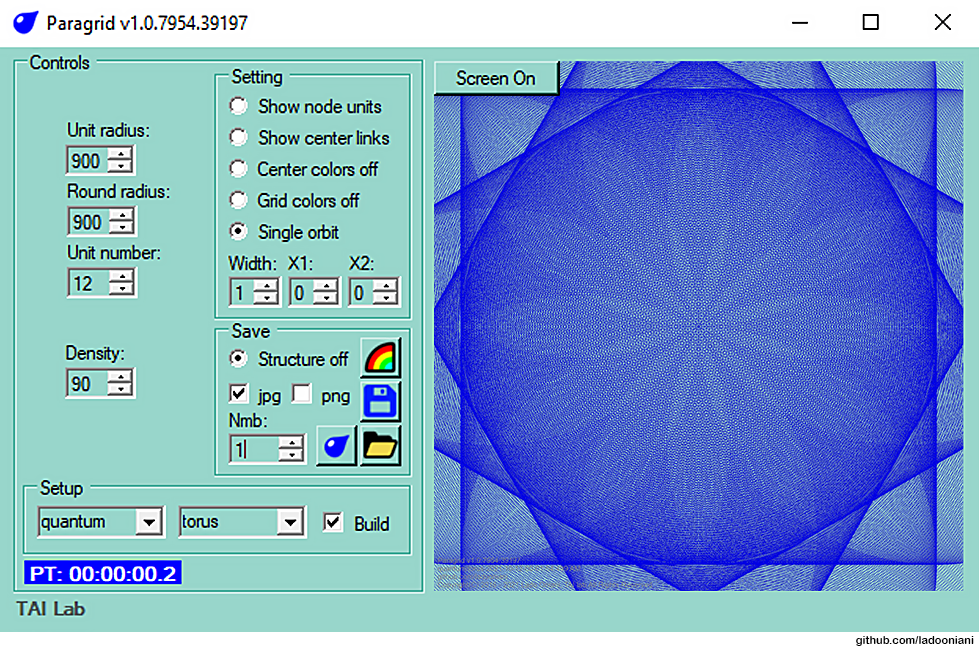 Paragrid v1.0.7954.39197
Controls
Unit radius:
900
Round radius:
900
Unit number:
12
Density:
90
Setting
Show node units
Show center links
Center colors off
Grid colors off
Single orbit
Width: X1: X2:
1 0 0
Save
Structure off
jpg png
Nmb:
1
Setup
quantum torus Build
PT: 00:00:00.2
TAI Lab
Screen On
github.com/ladooniani